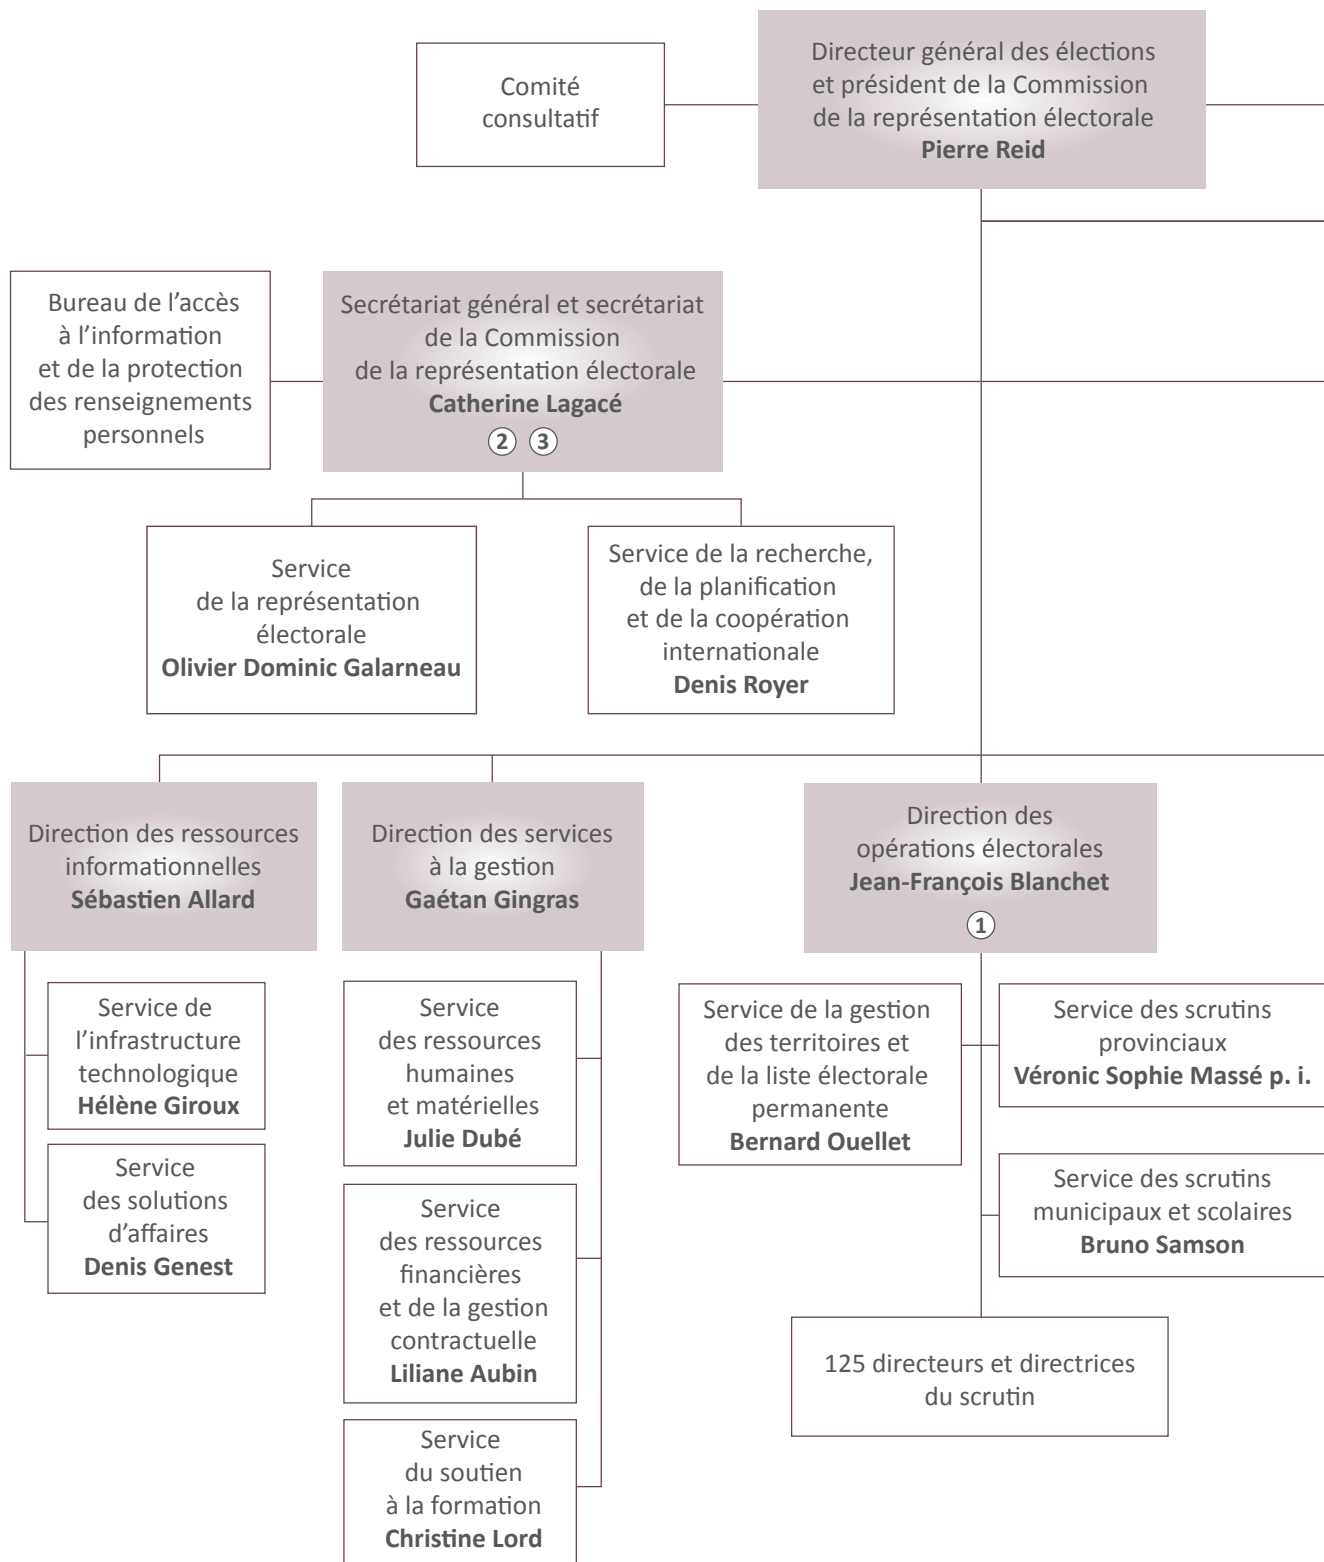 Comité
consultatif
Directeur général des élections
et président de la Commission
de la représentation électorale
Pierre Reid
Bureau de l’accès
à l’information
et de la protection
des renseignements
personnels
Secrétariat général et secrétariat
de la Commission
de la représentation électorale
Catherine Lagacé
2 3
Service
de la représentation
électorale
Olivier Dominic Galarneau
Service de la recherche,
de la planification
et de la coopération
internationale
Denis Royer
Direction des ressources
informationnelles
Sébastien Allard
Direction des services
à la gestion
Gaétan Gingras
Direction des
opérations électorales
Jean-François Blanchet
1
Service de
l’infrastructure
technologique
Hélène Giroux
Service
des solutions
d’affaires
Denis Genest
Service
des ressources
humaines
et matérielles
Julie Dubé
Service
des ressources
financières
et de la gestion
contractuelle
Liliane Aubin
Service
du soutien
à la formation
Christine Lord
Service de la gestion
des territoires et
de la liste électorale
permanente
Bernard Ouellet
Service des scrutins
provinciaux
Véronic Sophie Massé p. i.
Service des scrutins
municipaux et scolaires
Bruno Samson
125 directeurs et directrices
du scrutin